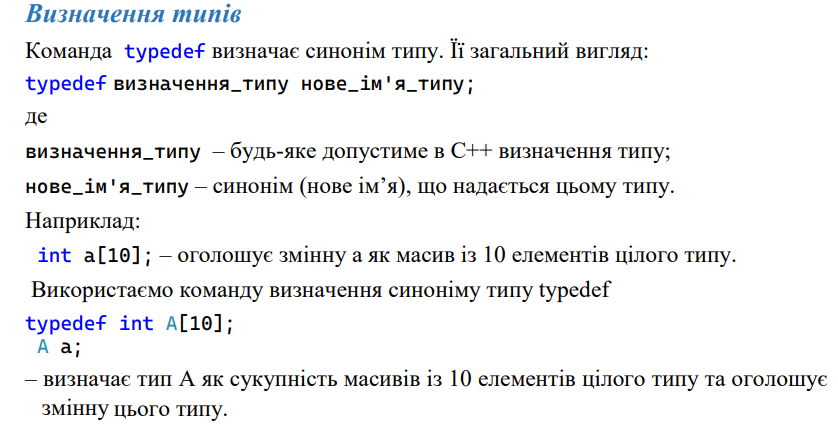 Визначення типів
Команда typedef визначає синонім типу. Її загальний вигляд:
typedef визначення_типу нове_ім'я_типу;
де
визначення_типу – будь-яке допустиме в C++ визначення типу;
нове_ім'я_типу – синонім (нове ім’я), що надається цьому типу.
Наприклад:
int a[10]; – оголошує змінну a як масив із 10 елементів цілого типу.
Використаємо команду визначення синоніму типу typedef
typedef int A[10];
A a;
– визначає тип A як сукупність масивів із 10 елементів цілого типу та оголошує
змінну цього типу.